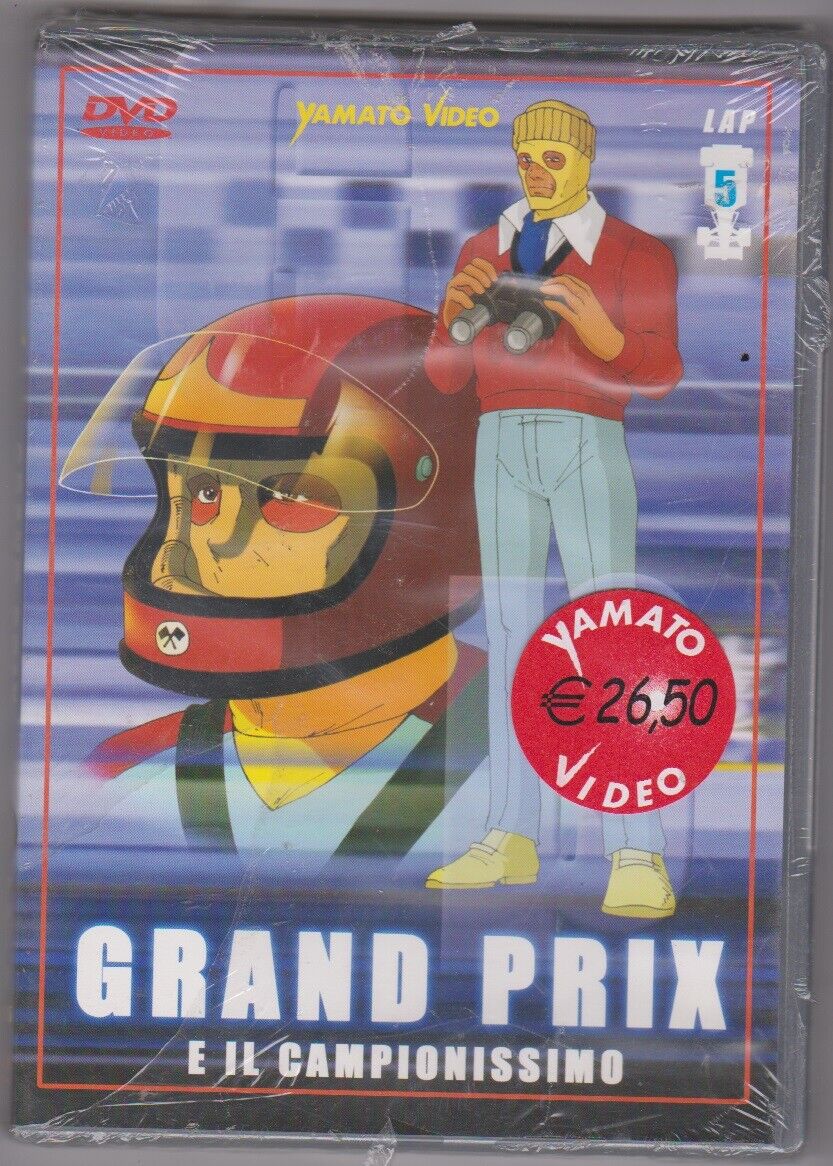 DVD
VIDEO
YAMATO VIDEO
LAP
5
YAMATO
€ 26,50
VIDEO
GRAND PRIX
E IL CAMPIONISSIMO